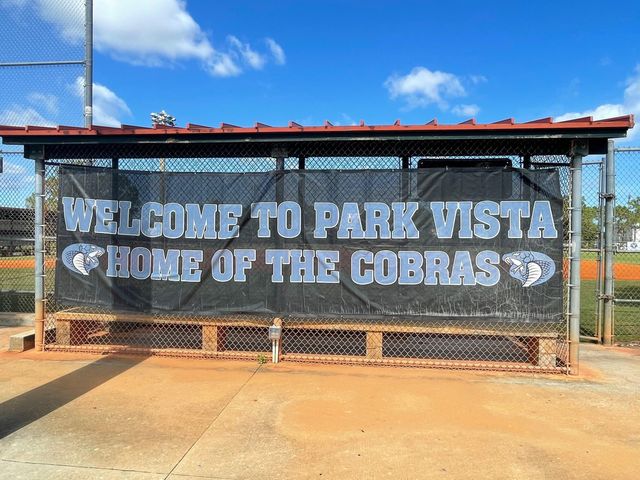 WELCOME TO PARK VISTA
HOME OF THE COBRAS